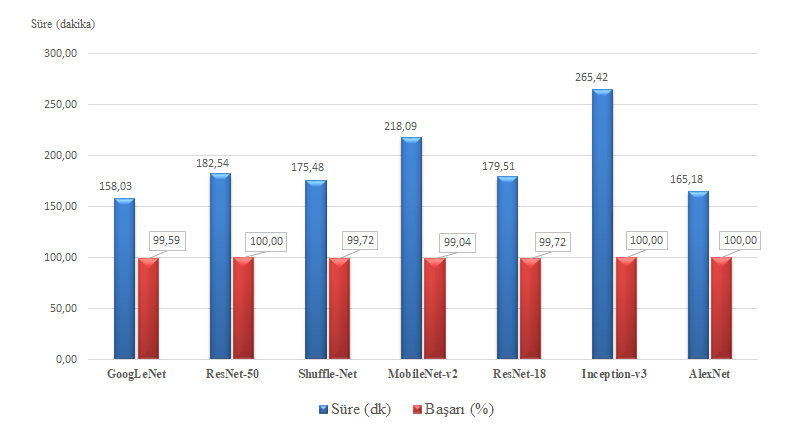 Süre (dakika)
300,00
250,00
200,00
150,00
100,00
50,00
0,00
158,03
182,54
175,48
218,09
179,51
265,42
165,18
99,59
100,00
99,72
99,04
99,72
100,00
100,00
GoogLeNet
ResNet-50
Shuffle-Net
MobileNet-v2
ResNet-18
Inception-v3
AlexNet
Süre (dk)
Başarı (%)